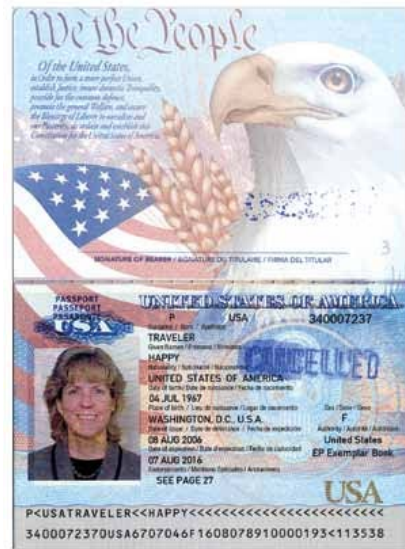 We the People
Of the United States,
in Order to form a more perfect Union,
establish Justice, insure domestic Tranquility,
provide for the common defence,
promote the general Welfare, and secure
the Blessings of Liberty to ourselves and
our Posterity, do ordain and establish this
Constitution for the United States of America.
SIGNATURE OF BEARER / SIGNATURE DU TITULAIRE / FIRMA DEL TITULAR
PASSPORT
PASSEPORT
PASAPORTE
USA
UNITED STATES OF AMERICA
P USA 340007237
TRAVELER
HAPPY
CANCELLED
UNITED STATES OF AMERICA
04 JUL 1967
WASHINGTON, D.C., U.S.A. F
08 AUG 2006 United States
07 AUG 2016 EP Exemplar Book
SEE PAGE 27
USA
P<USATRAVELER<<HAPPY<<<<<<<<<<<<<<<<<<<<<<<<
3400072370USA6707046F1608078910000193<113538